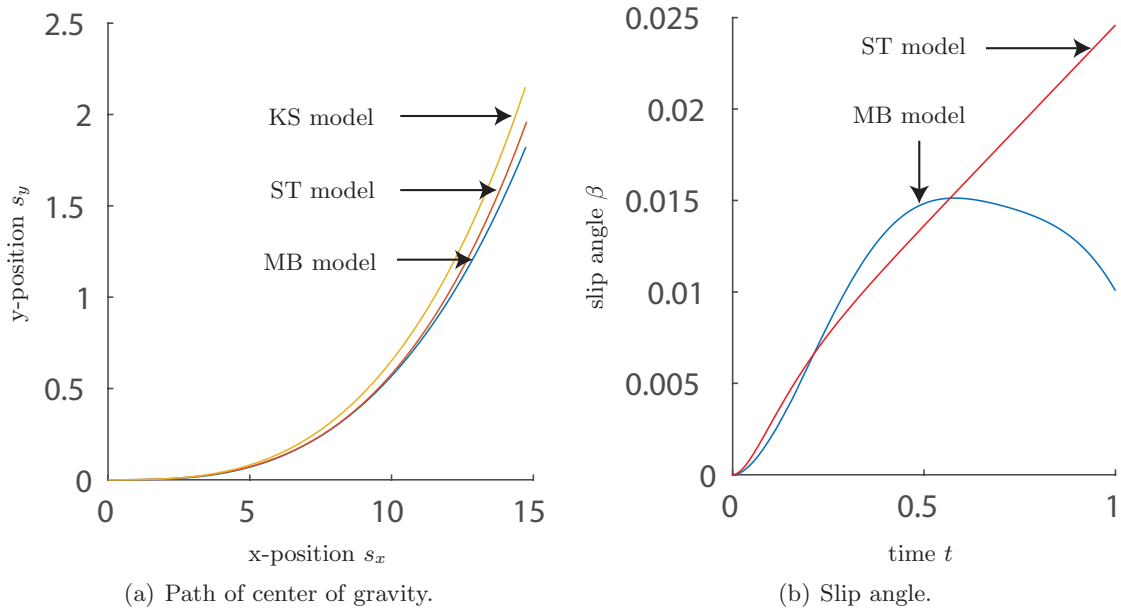 2.5
2
1.5
1
0.5
0
0
5
10
15
y-position s_y
x-position s_x
KS model
ST model
MB model
(a) Path of center of gravity.
0.025
0.02
0.015
0.01
0.005
0
0
0.5
1
slip angle β
time t
ST model
MB model
(b) Slip angle.